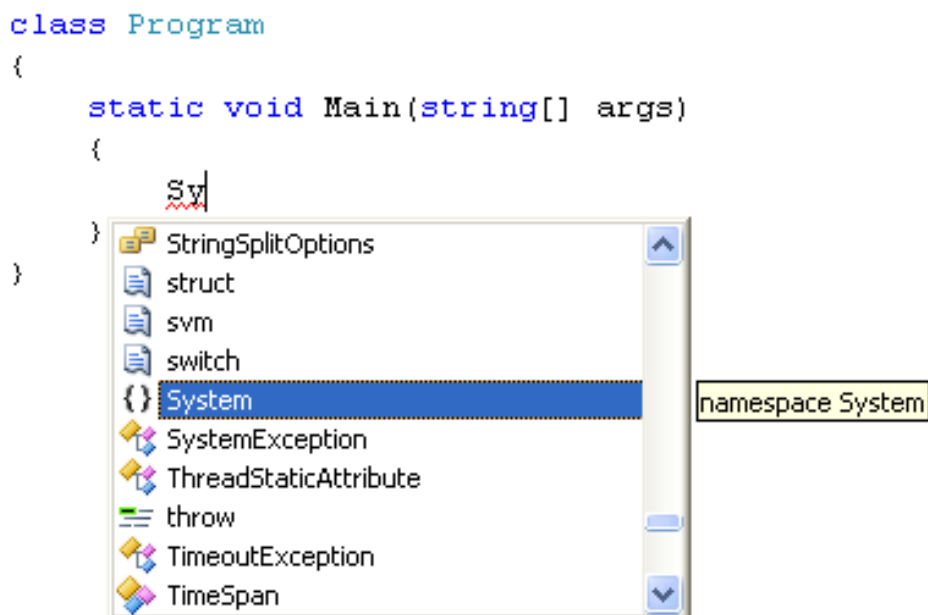 class Program
{
static void Main(string[] args)
{
Sy
}
}
StringSplitOptions
struct
svm
switch
System
namespace System
SystemException
ThreadStaticAttribute
throw
TimeoutException
TimeSpan